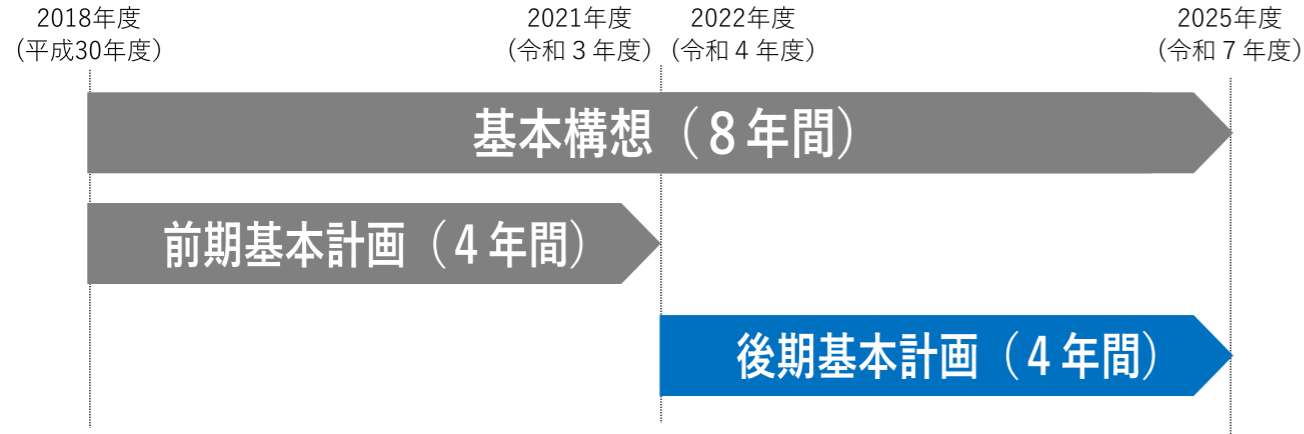 2018年度
(平成30年度)
2021年度
(令和３年度)
2022年度
(令和４年度)
2025年度
(令和７年度)
基本構想（８年間）
前期基本計画（４年間）
後期基本計画（４年間）